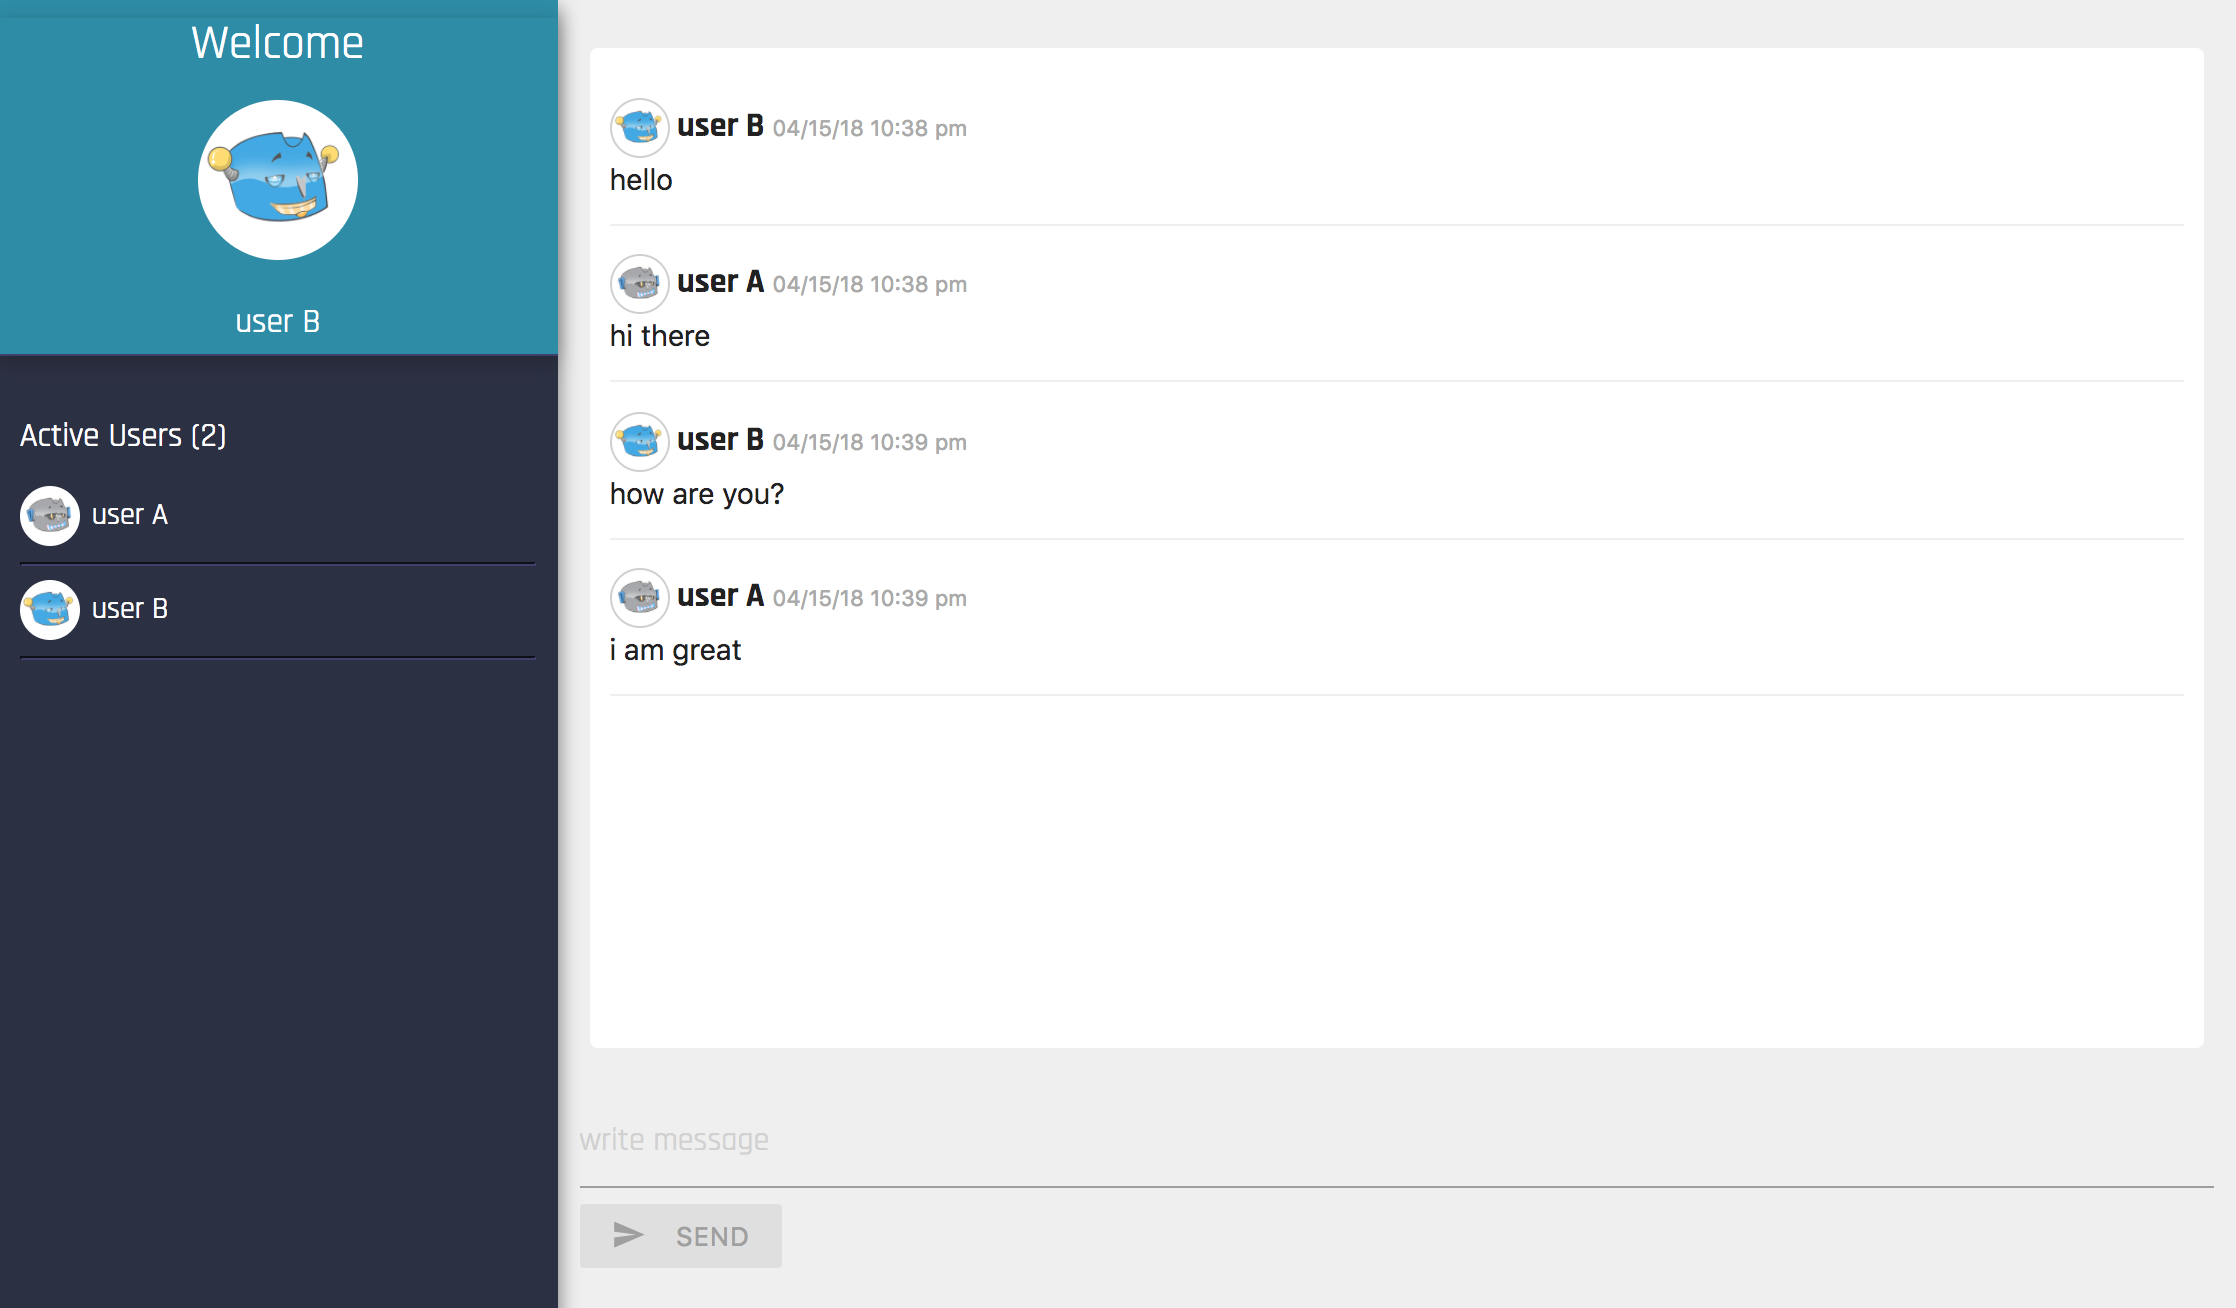 Welcome
user B
Active Users (2)
user A
user B
user B 04/15/18 10:38 pm
hello
user A 04/15/18 10:38 pm
hi there
user B 04/15/18 10:39 pm
how are you?
user A 04/15/18 10:39 pm
i am great
write message
SEND